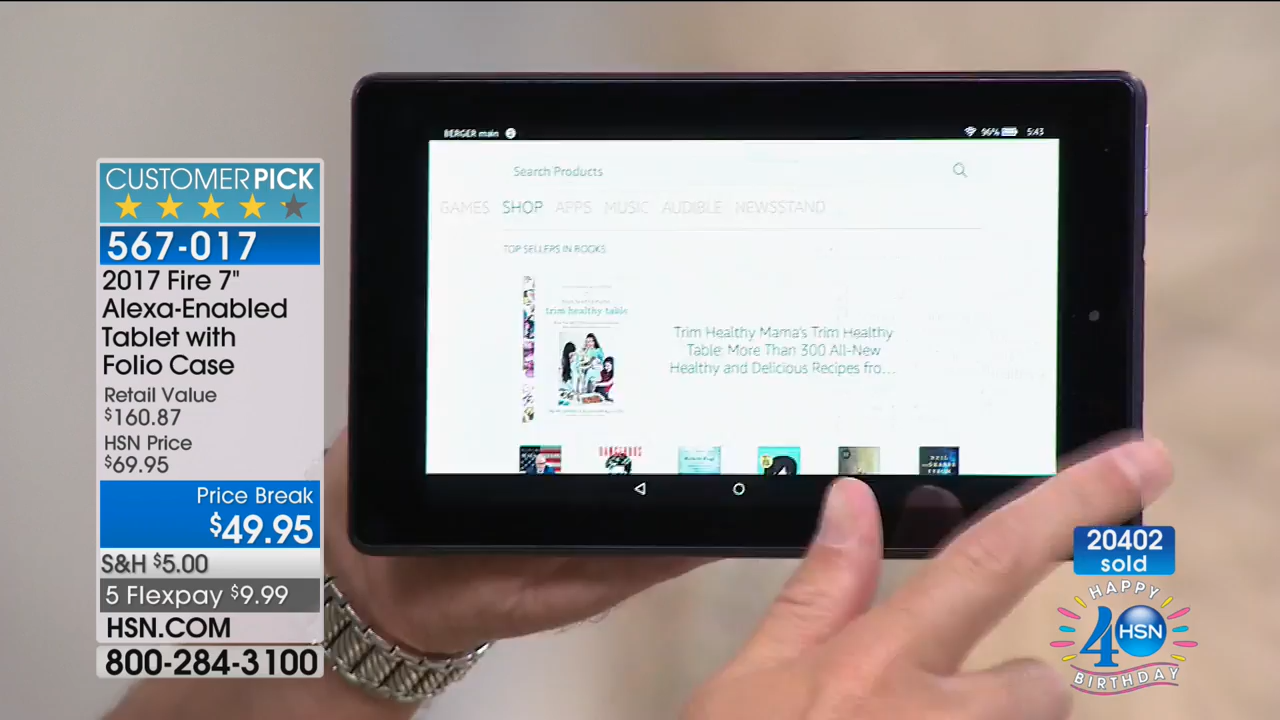 CUSTOMER PICK
567-017
2017 Fire 7"
Alexa-Enabled
Tablet with
Folio Case
Retail Value
$160.87
HSN Price
$69.95
Price Break
$49.95
S&H $5.00
5 Flexpay $9.99
HSN.COM
800-284-3100
BERGER main
96% 5:43
Search Products
GAMES SHOP APPS MUSIC AUDIBLE NEWSSTAND
TOP SELLERS IN BOOKS
trim healthy table
Trim Healthy Mama's Trim Healthy
Table: More Than 300 All-New
Healthy and Delicious Recipes fro...
DANGEROUS
20402
sold
HAPPY
40
HSN
BIRTHDAY